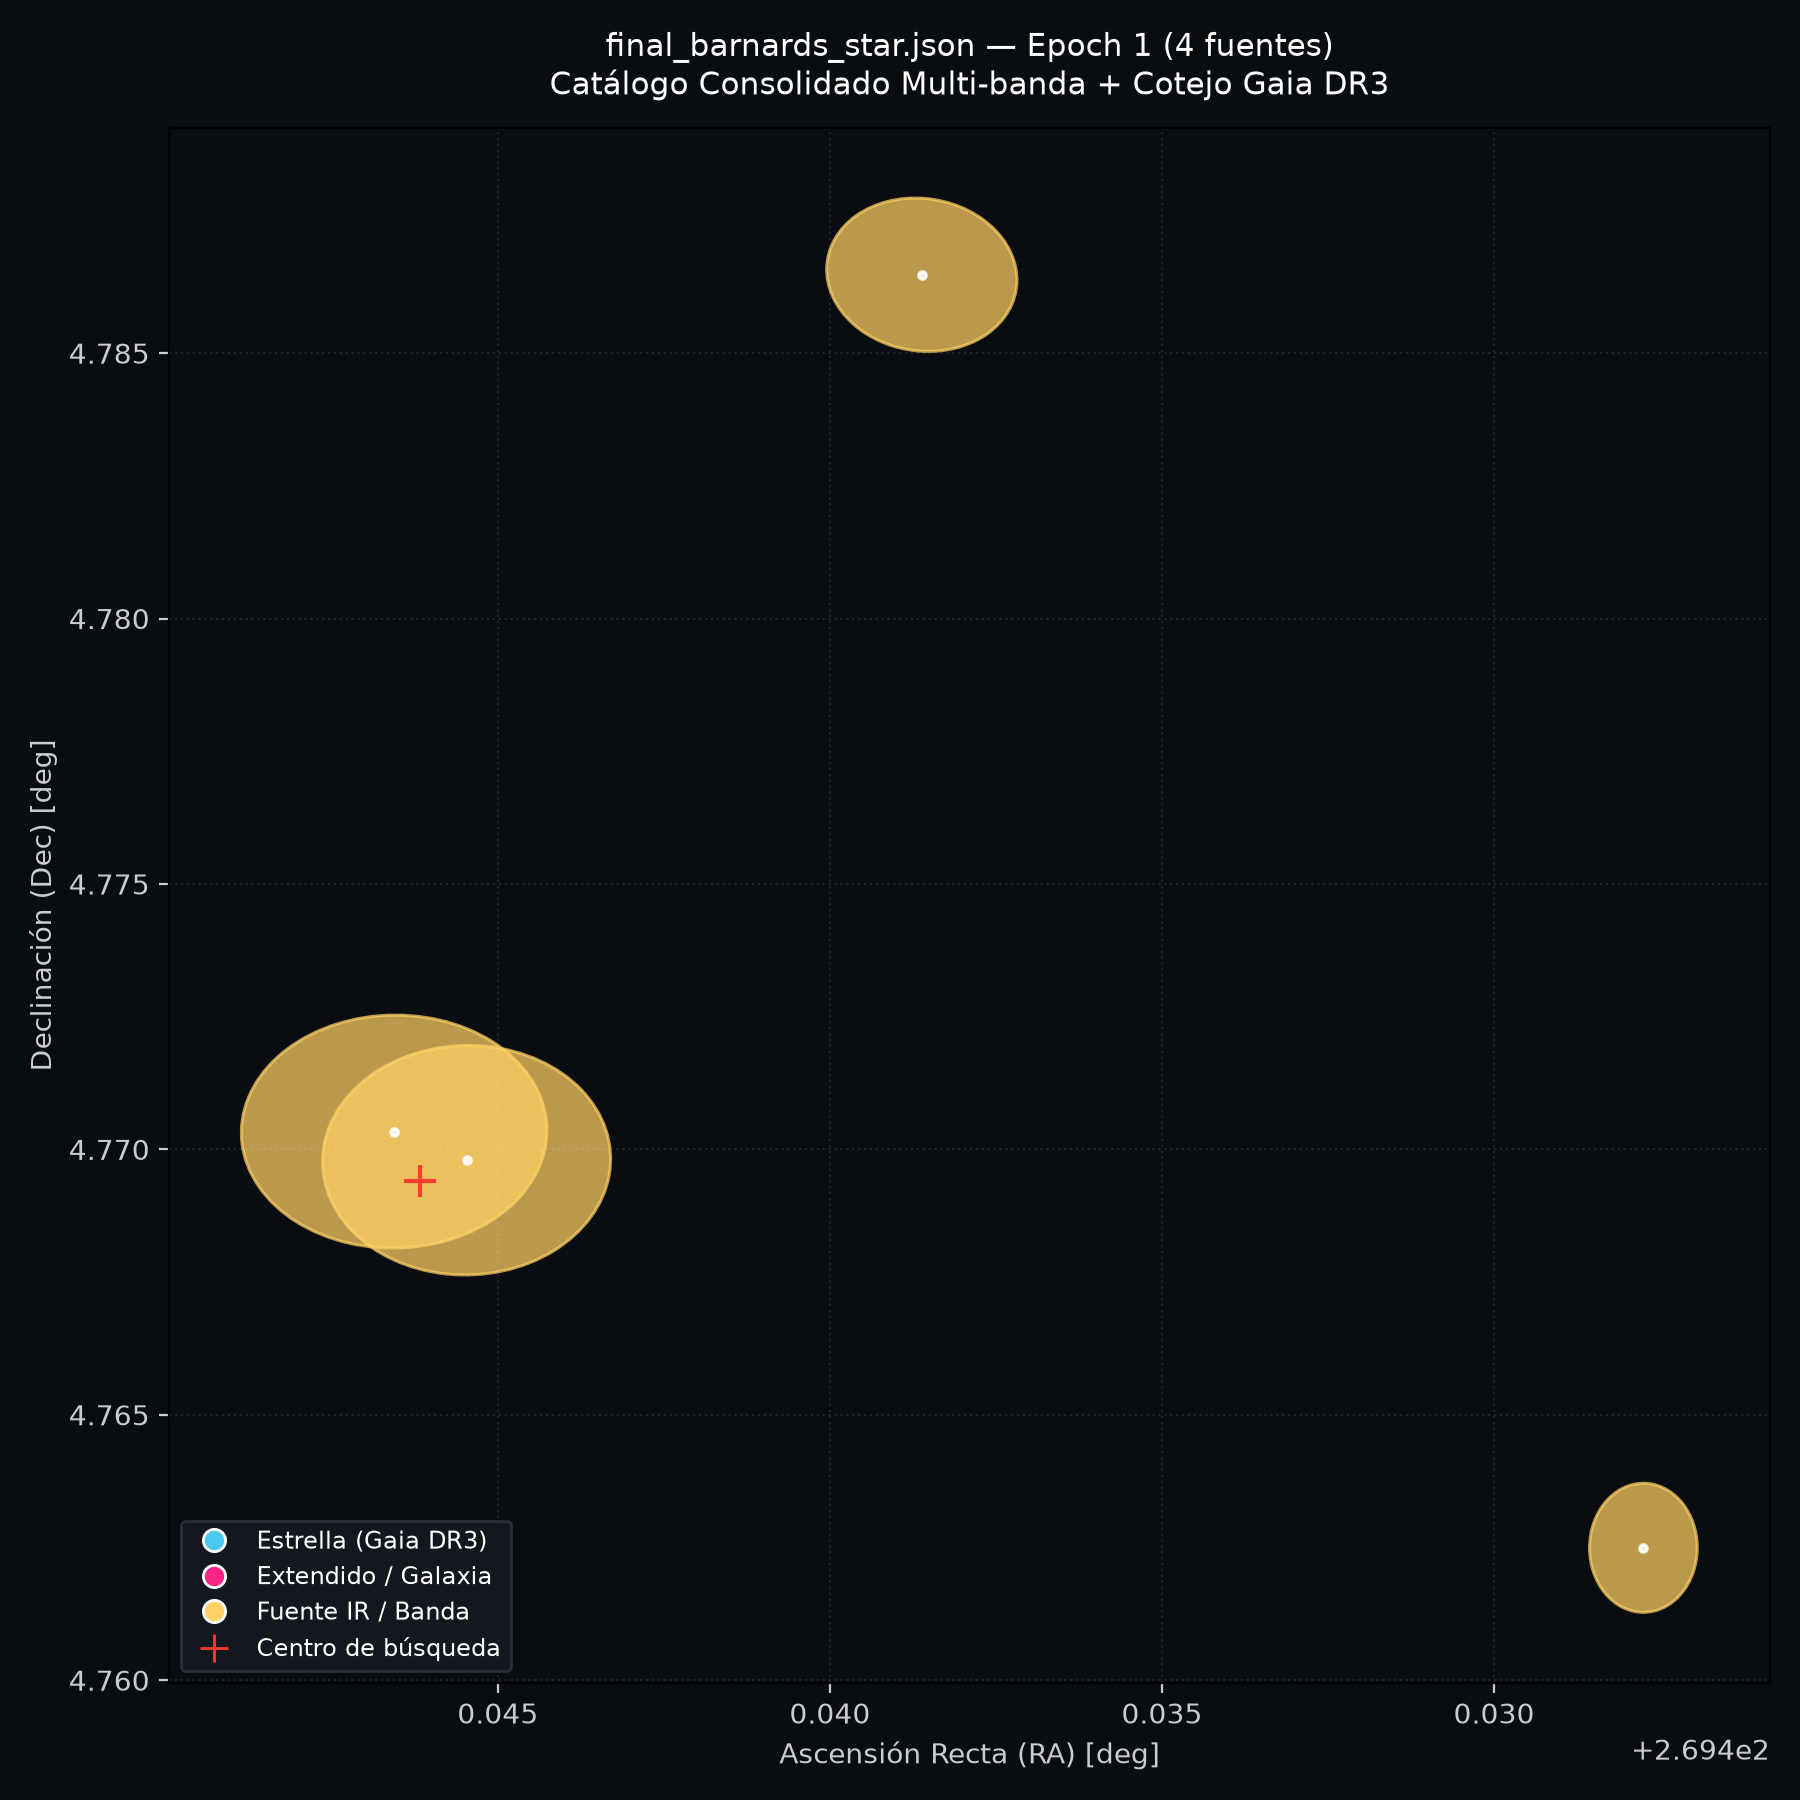 final_barnards_star.json — Epoch 1 (4 fuentes)
Catálogo Consolidado Multi-banda + Cotejo Gaia DR3
Declinación (Dec) [deg]
4.785
4.780
4.775
4.770
4.765
4.760
Estrella (Gaia DR3)
Extendido / Galaxia
Fuente IR / Banda
Centro de búsqueda
0.045 0.040 0.035 0.030
Ascensión Recta (RA) [deg]
+2.694e2